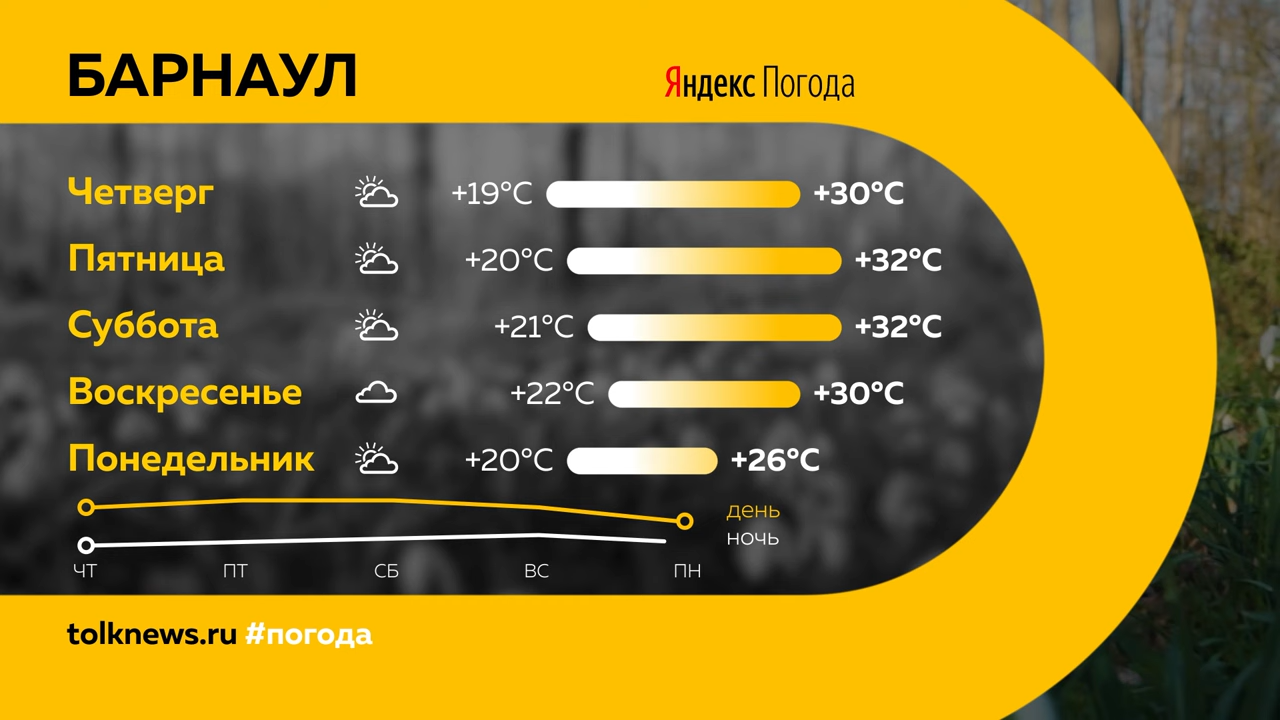 БАРНАУЛ
Яндекс Погода
Четверг +19°C +30°C
Пятница +20°C +32°C
Суббота +21°C +32°C
Воскресенье +22°C +30°C
Понедельник +20°C +26°C
день
ночь
ЧТ ПТ СБ ВС ПН
tolknews.ru #погода